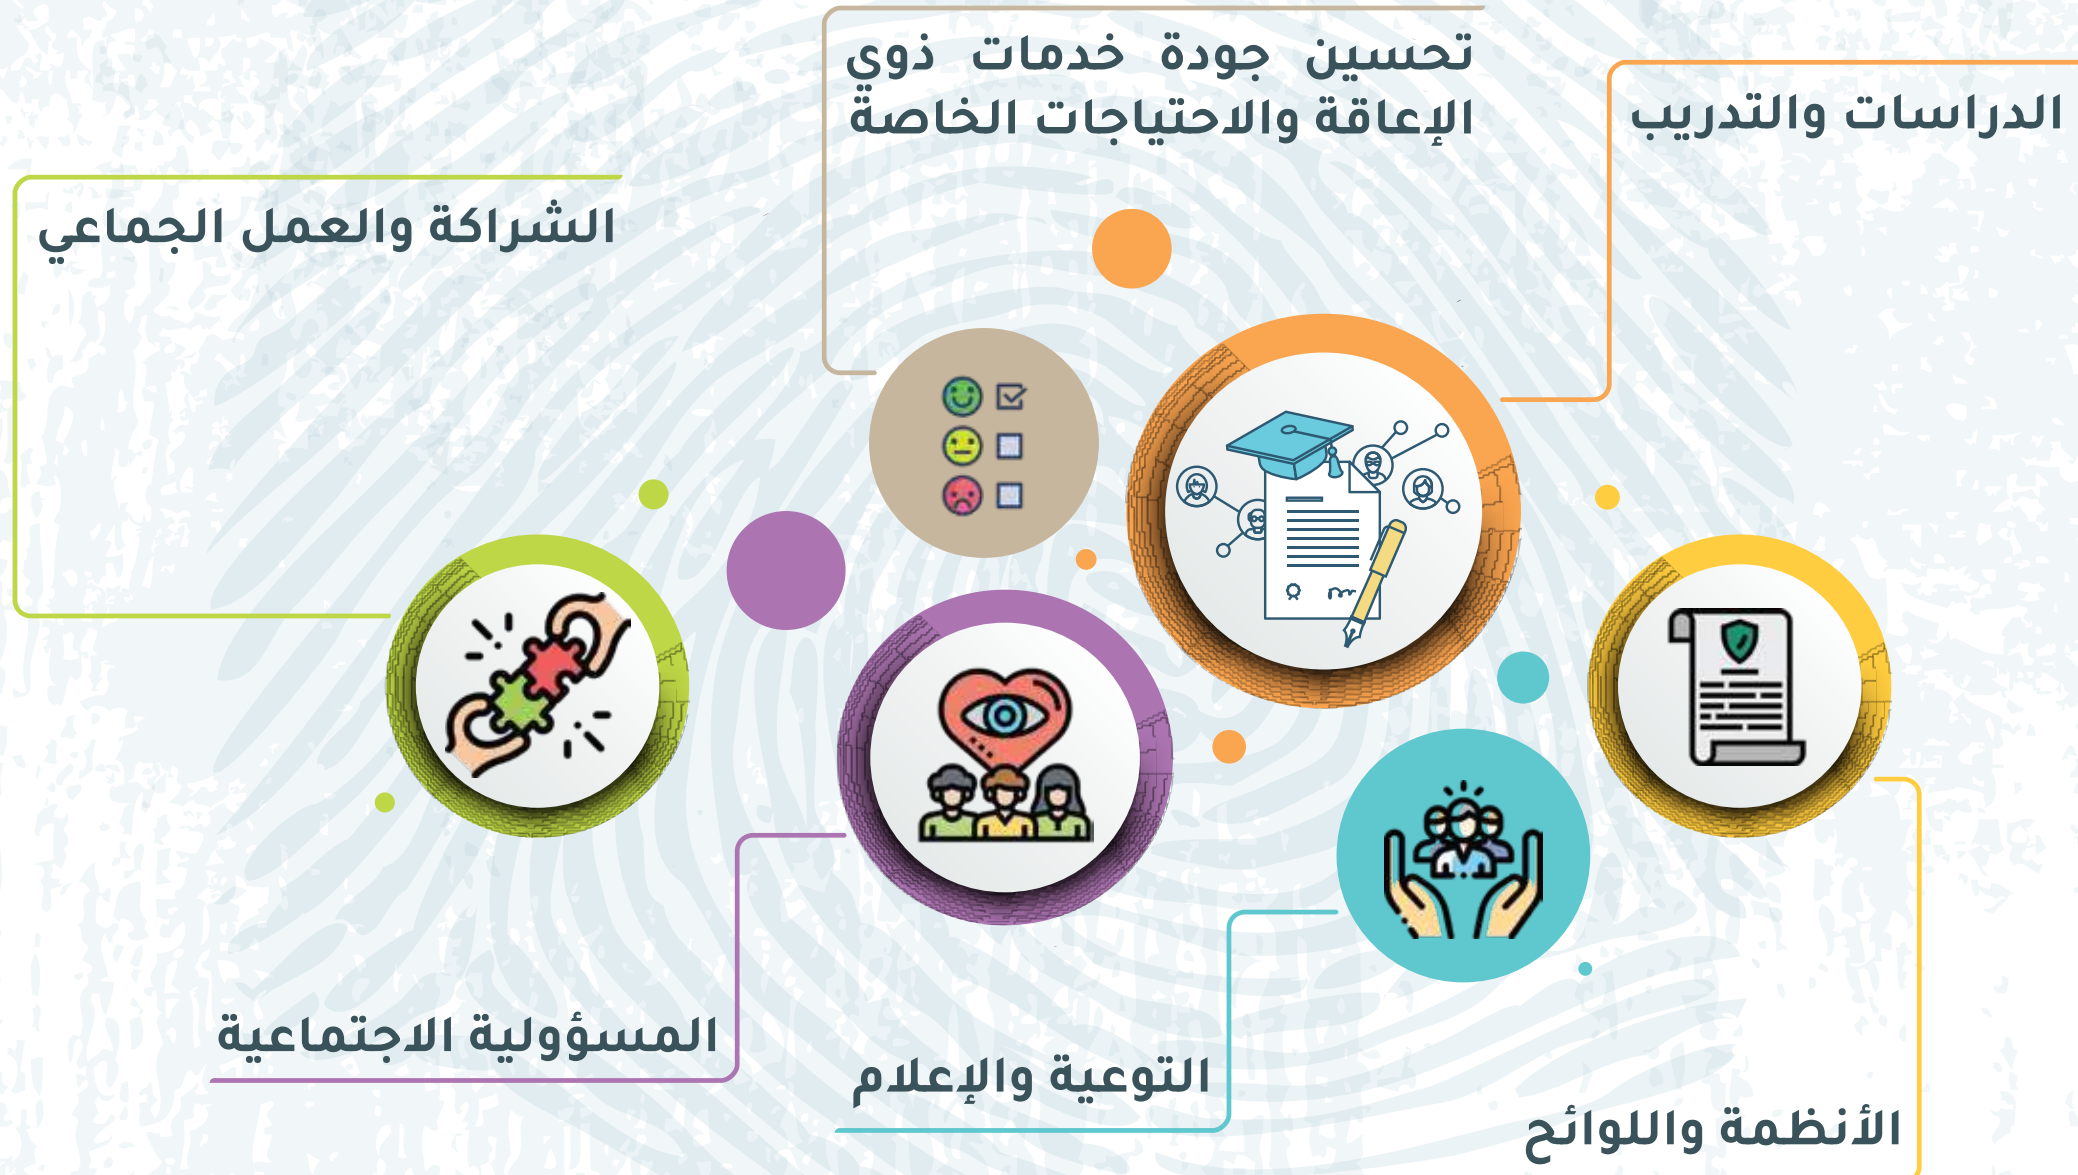 تحسين جودة خدمات ذوي
الإعاقة والاحتياجات الخاصة
الدراسات والتدريب
الشراكة والعمل الجماعي
المسؤولية الاجتماعية
التوعية والإعلام
الأنظمة واللوائح